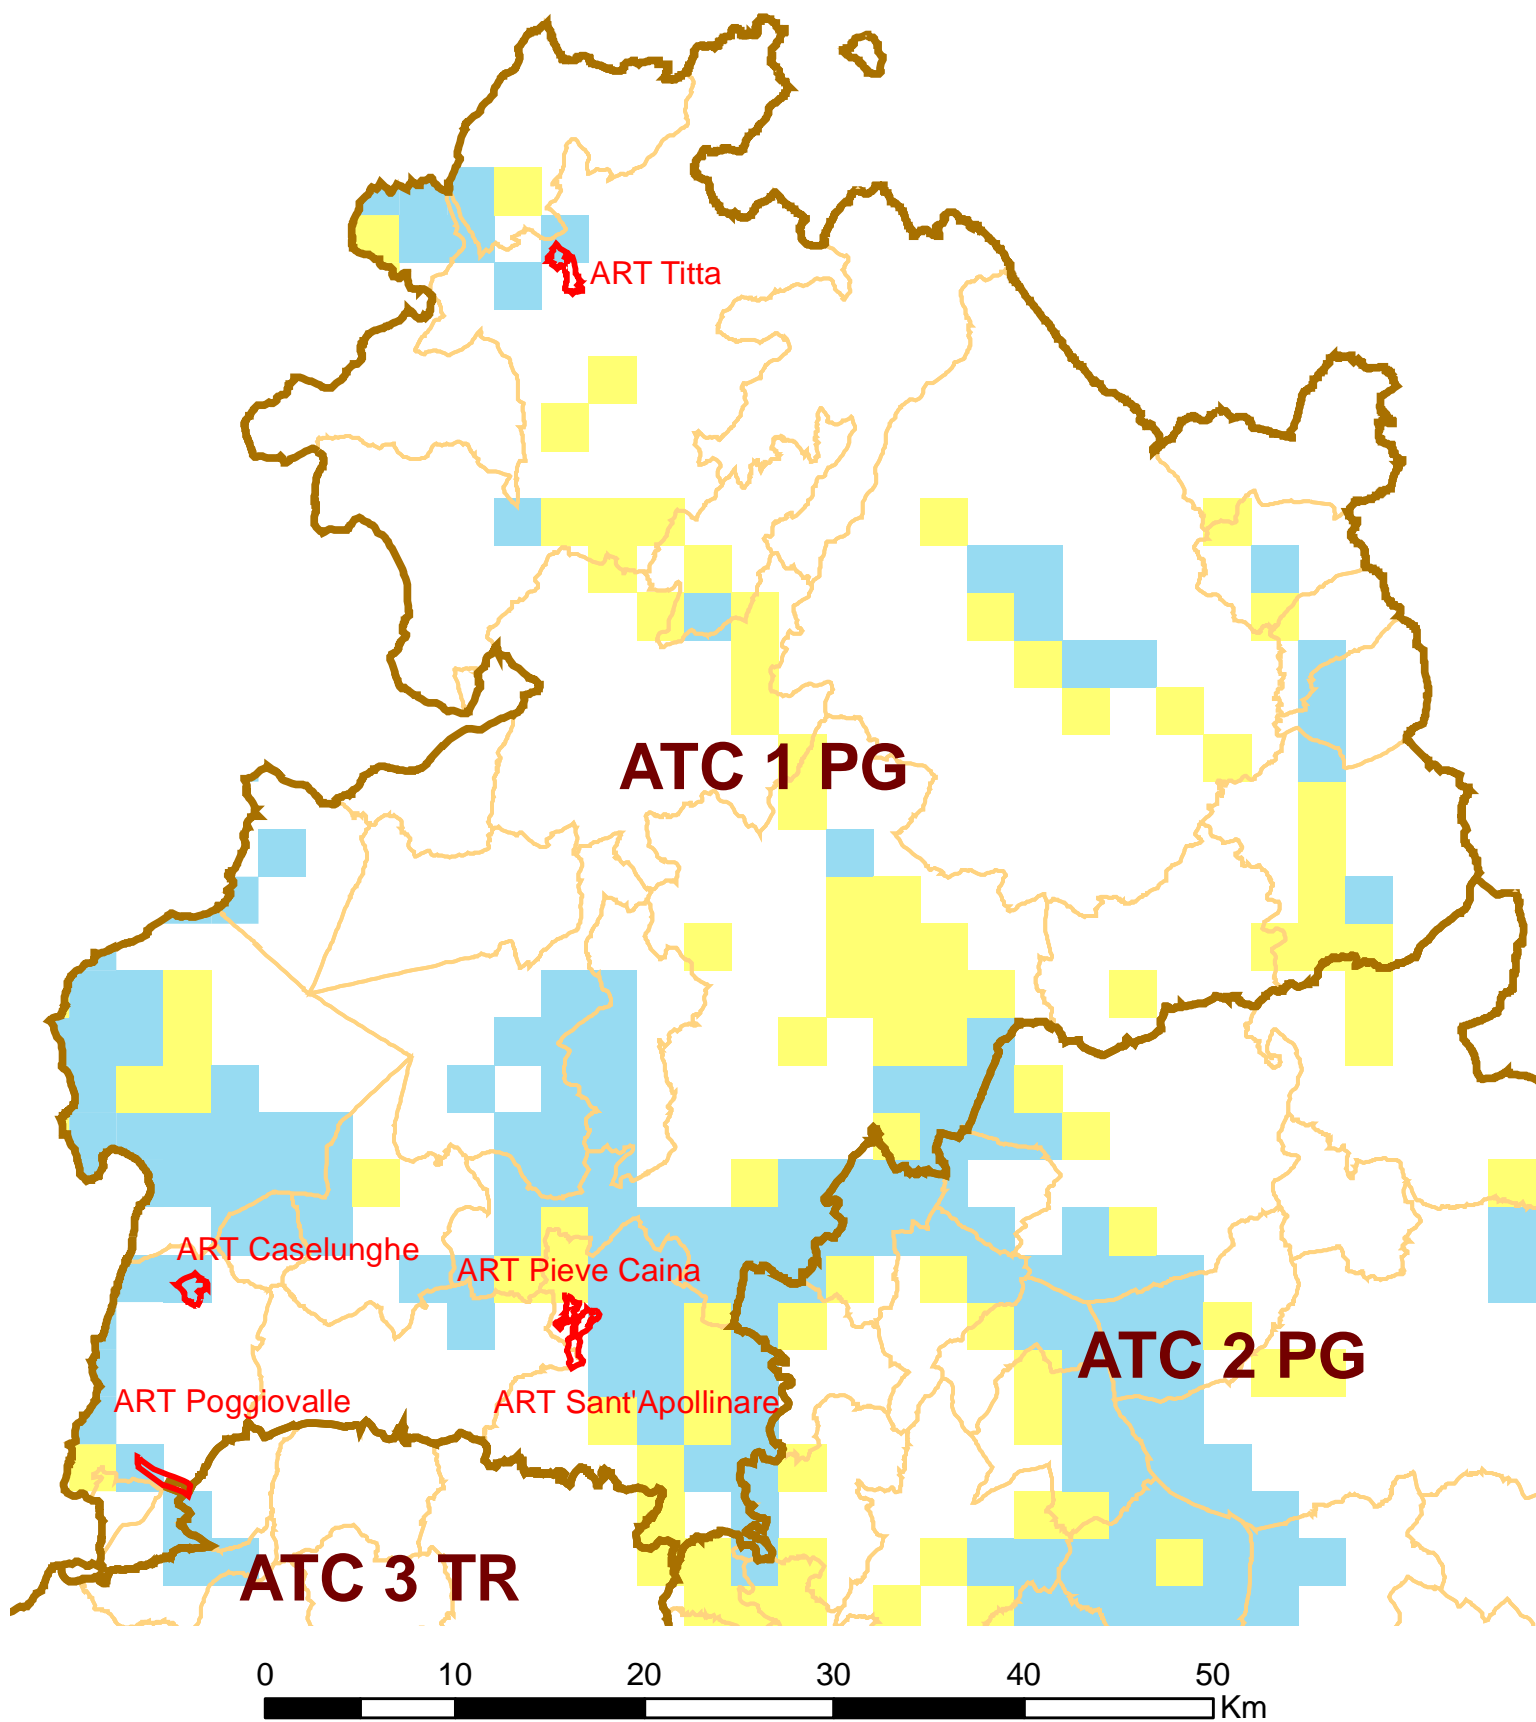 ART Titta
ATC 1 PG
ART Caselunghe
ART Pieve Caina
ATC 2 PG
ART Poggiovalle
ART Sant'Apollinare
ATC 3 TR
0 10 20 30 40 50
Km